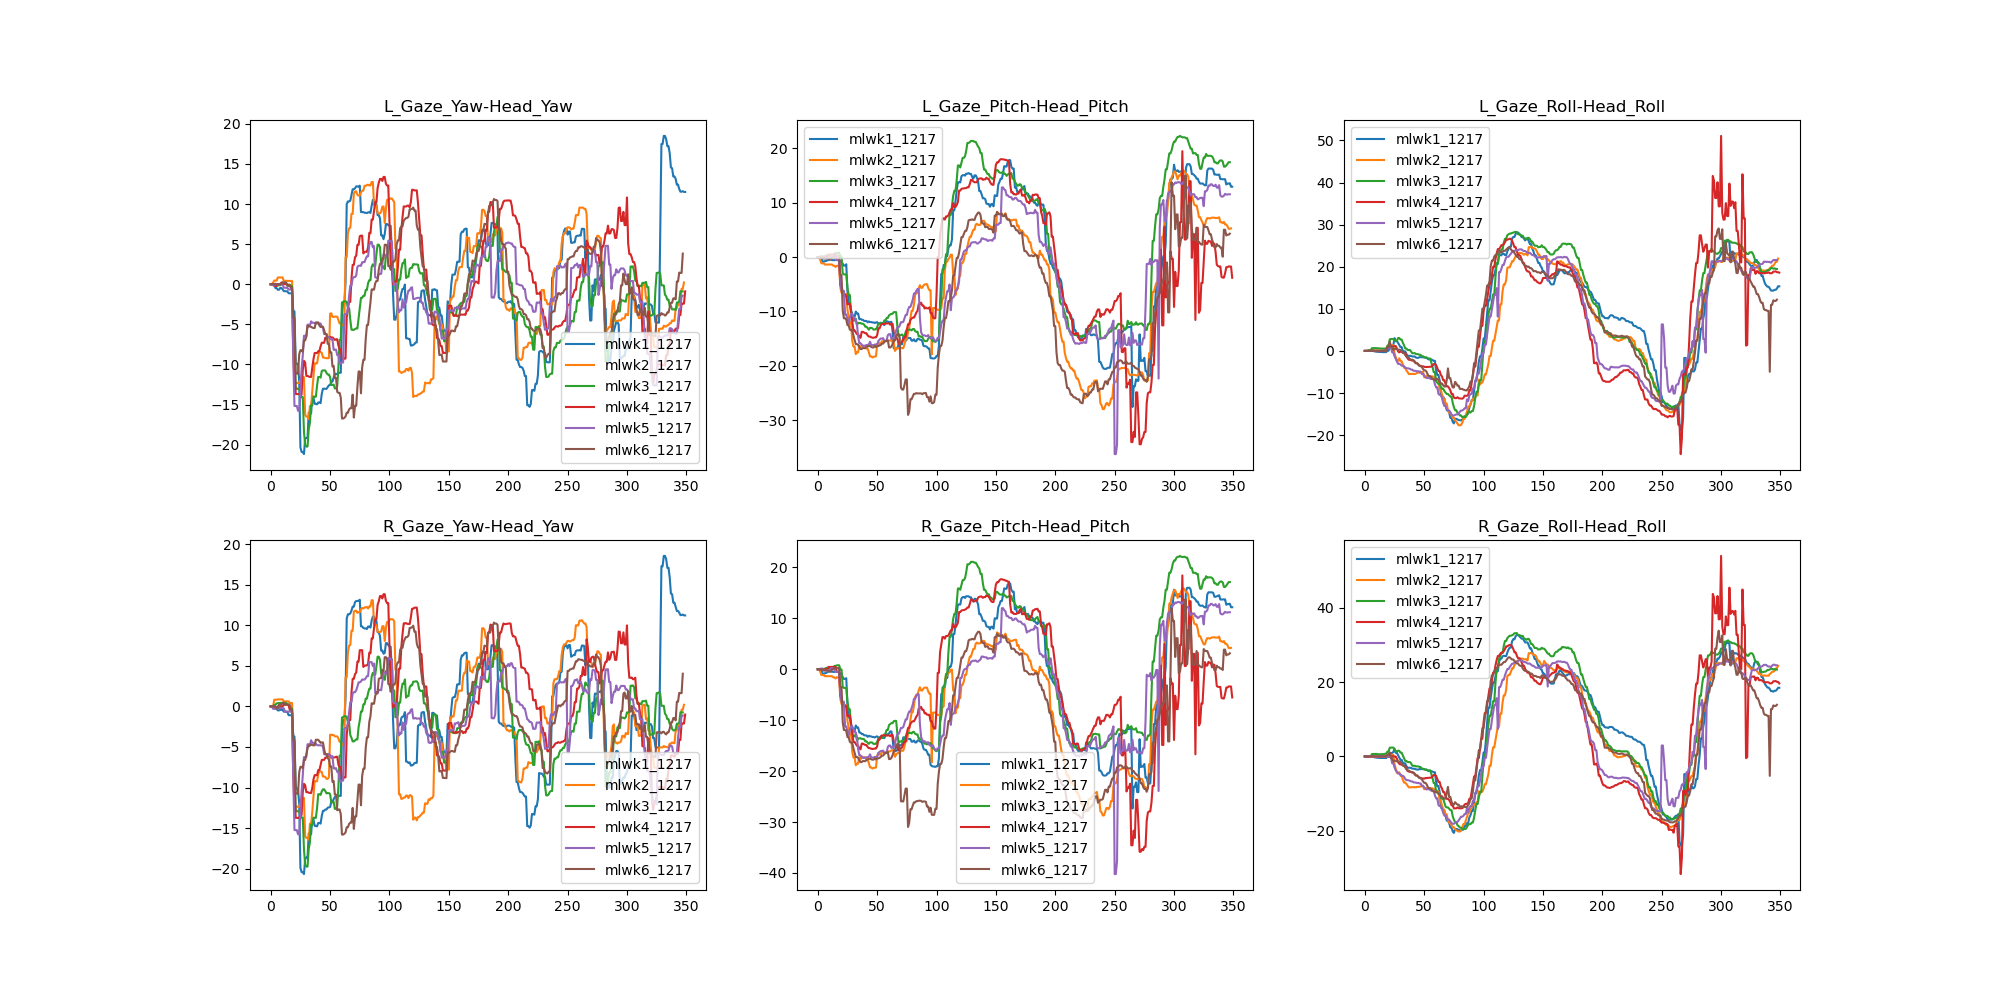 L_Gaze_Yaw-Head_Yaw
20
15
10
5
0
−5
−10
−15
−20
0 50 100 150 200 250 300 350
mlwk1_1217
mlwk2_1217
mlwk3_1217
mlwk4_1217
mlwk5_1217
mlwk6_1217
L_Gaze_Pitch-Head_Pitch
20
10
0
−10
−20
−30
0 50 100 150 200 250 300 350
mlwk1_1217
mlwk2_1217
mlwk3_1217
mlwk4_1217
mlwk5_1217
mlwk6_1217
L_Gaze_Roll-Head_Roll
50
40
30
20
10
0
−10
−20
0 50 100 150 200 250 300 350
mlwk1_1217
mlwk2_1217
mlwk3_1217
mlwk4_1217
mlwk5_1217
mlwk6_1217
R_Gaze_Yaw-Head_Yaw
20
15
10
5
0
−5
−10
−15
−20
0 50 100 150 200 250 300 350
mlwk1_1217
mlwk2_1217
mlwk3_1217
mlwk4_1217
mlwk5_1217
mlwk6_1217
R_Gaze_Pitch-Head_Pitch
20
10
0
−10
−20
−30
−40
0 50 100 150 200 250 300 350
mlwk1_1217
mlwk2_1217
mlwk3_1217
mlwk4_1217
mlwk5_1217
mlwk6_1217
R_Gaze_Roll-Head_Roll
40
20
0
−20
0 50 100 150 200 250 300 350
mlwk1_1217
mlwk2_1217
mlwk3_1217
mlwk4_1217
mlwk5_1217
mlwk6_1217